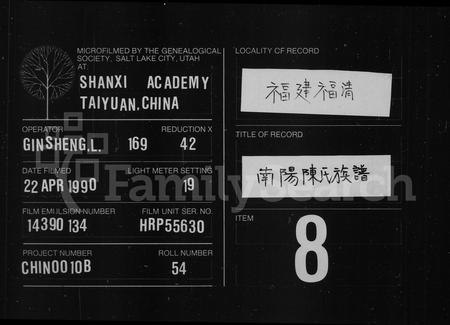 MICROFILMED BY THE GENEALOGICAL
SOCIETY, SALT LAKE CITY, UTAH
AT:
SHANXI ACADEMY
TAIYUAN.CHINA
OPERATOR
REDUCTION X
GINSHENG,L. 169 42
DATE FILMED
LIGHT METER SETTING
22 APR 1990 19
FILM EMULSION NUMBER
FILM UNIT SER. NO.
14390 134 HRP55630
PROJECT NUMBER
ROLL NUMBER
CHIN0010B 54
LOCALITY OF RECORD
福建福清
TITLE OF RECORD
南陽陳氏族譜
ITEM
8
FamilySearch